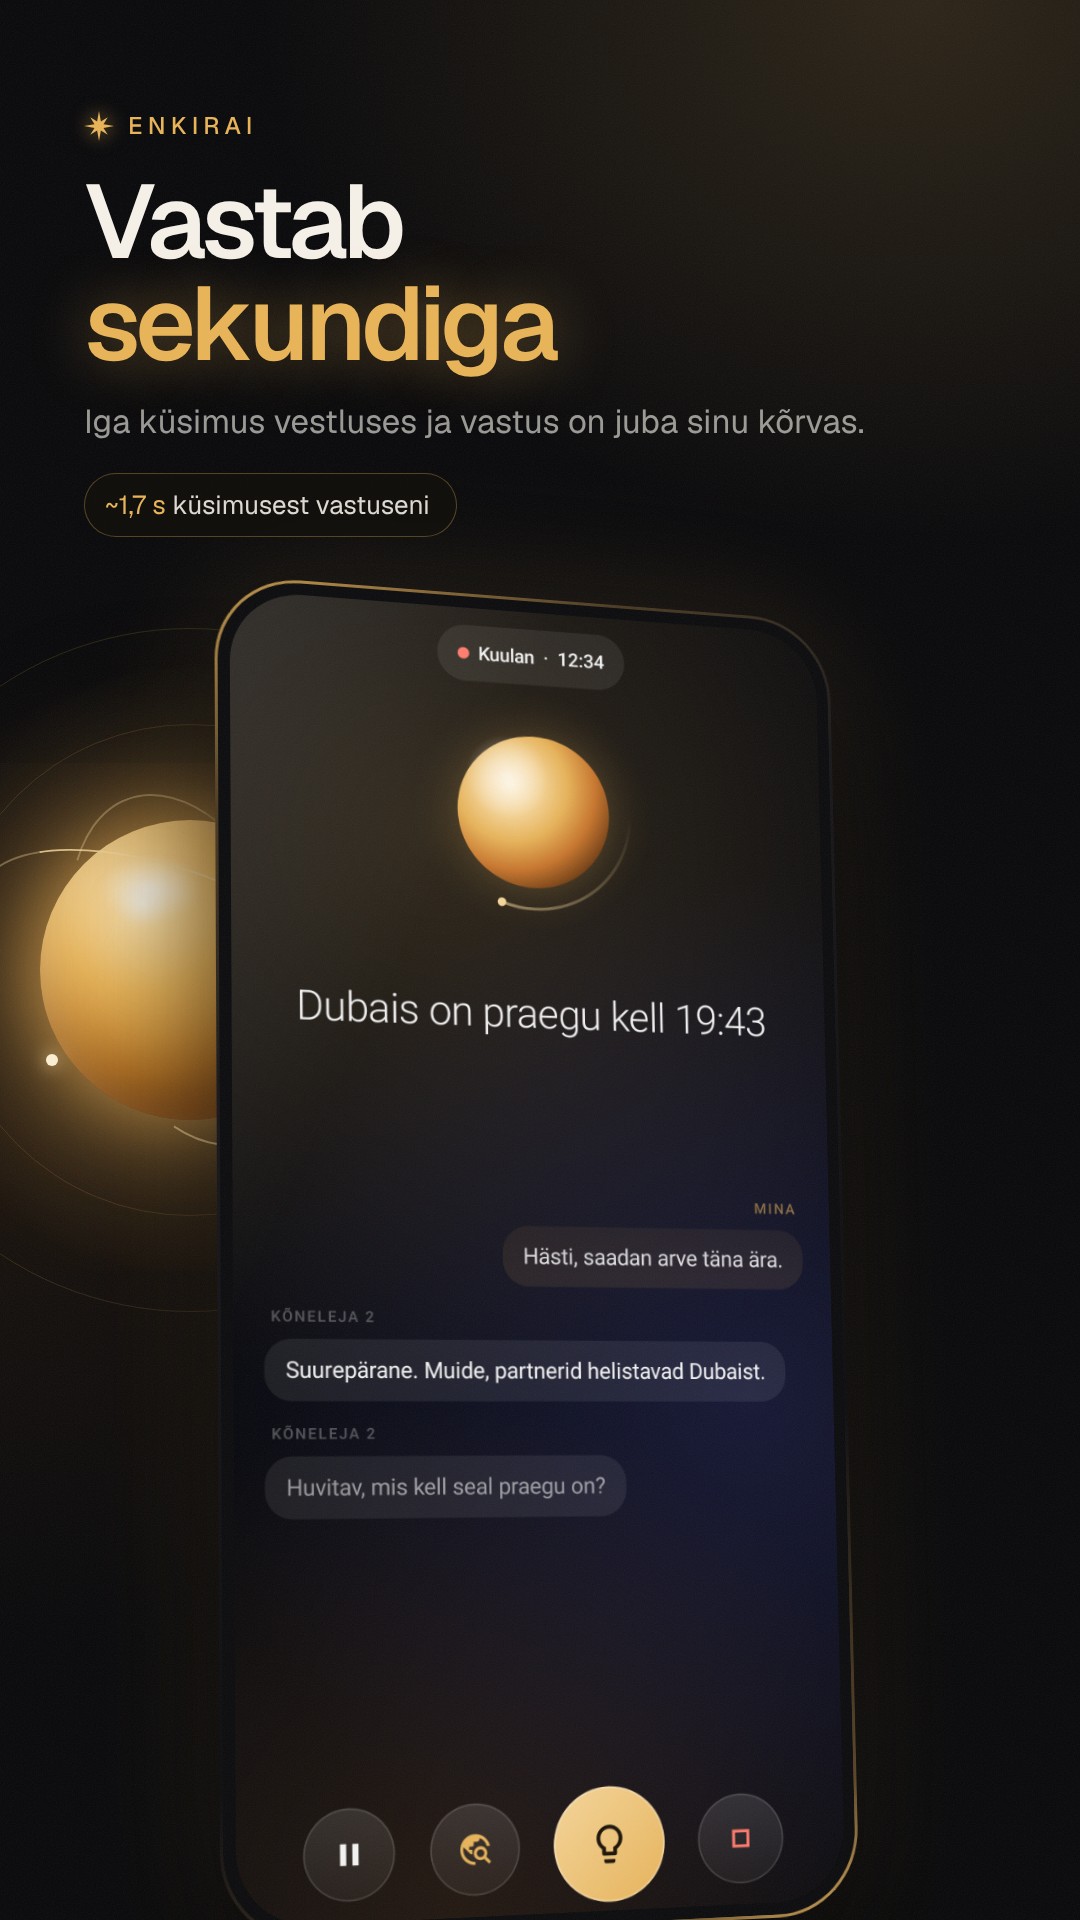 ENKIRAI
Vastab
sekundiga
Iga küsimus vestluses ja vastus on juba sinu kõrvas.
~1,7 s küsimusest vastuseni
Kuulan · 12:34
Dubais on praegu kell 19:43
MINA
Hästi, saadan arve täna ära.
KÕNELEJA 2
Suurepärane. Muide, partnerid helistavad Dubaist.
KÕNELEJA 2
Huvitav, mis kell seal praegu on?